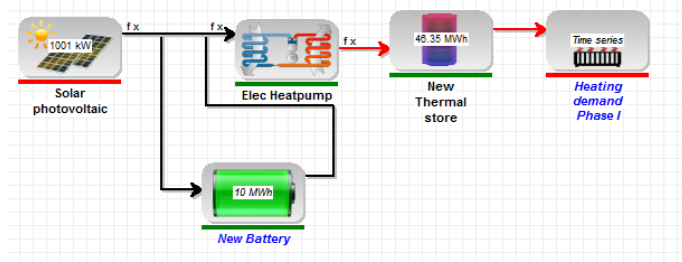 f x
f x
1001 kW
f x
46.35 MWh
Time series
Solar
photovoltaic
Elec Heatpump
New
Thermal
store
Heating
demand
Phase I
10 MWh
New Battery